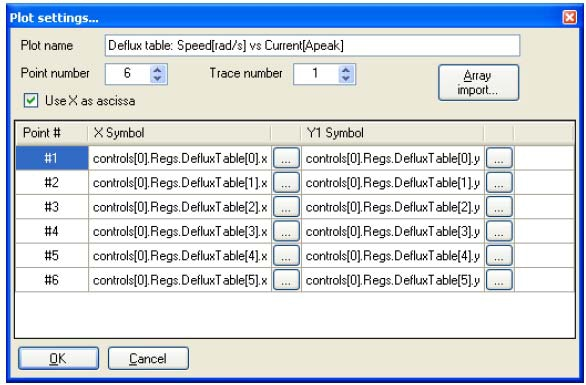 Plot settings...
Plot name Deflux table: Speed[rad/s] vs Current[Apeak]
Point number 6 Trace number 1 Array import...
Use X as ascissa
Point # X Symbol Y1 Symbol
#1 controls[0].Regs.DefluxTable[0].x ... controls[0].Regs.DefluxTable[0].y ...
#2 controls[0].Regs.DefluxTable[1].x ... controls[0].Regs.DefluxTable[1].y ...
#3 controls[0].Regs.DefluxTable[2].x ... controls[0].Regs.DefluxTable[2].y ...
#4 controls[0].Regs.DefluxTable[3].x ... controls[0].Regs.DefluxTable[3].y ...
#5 controls[0].Regs.DefluxTable[4].x ... controls[0].Regs.DefluxTable[4].y ...
#6 controls[0].Regs.DefluxTable[5].x ... controls[0].Regs.DefluxTable[5].y ...
OK Cancel